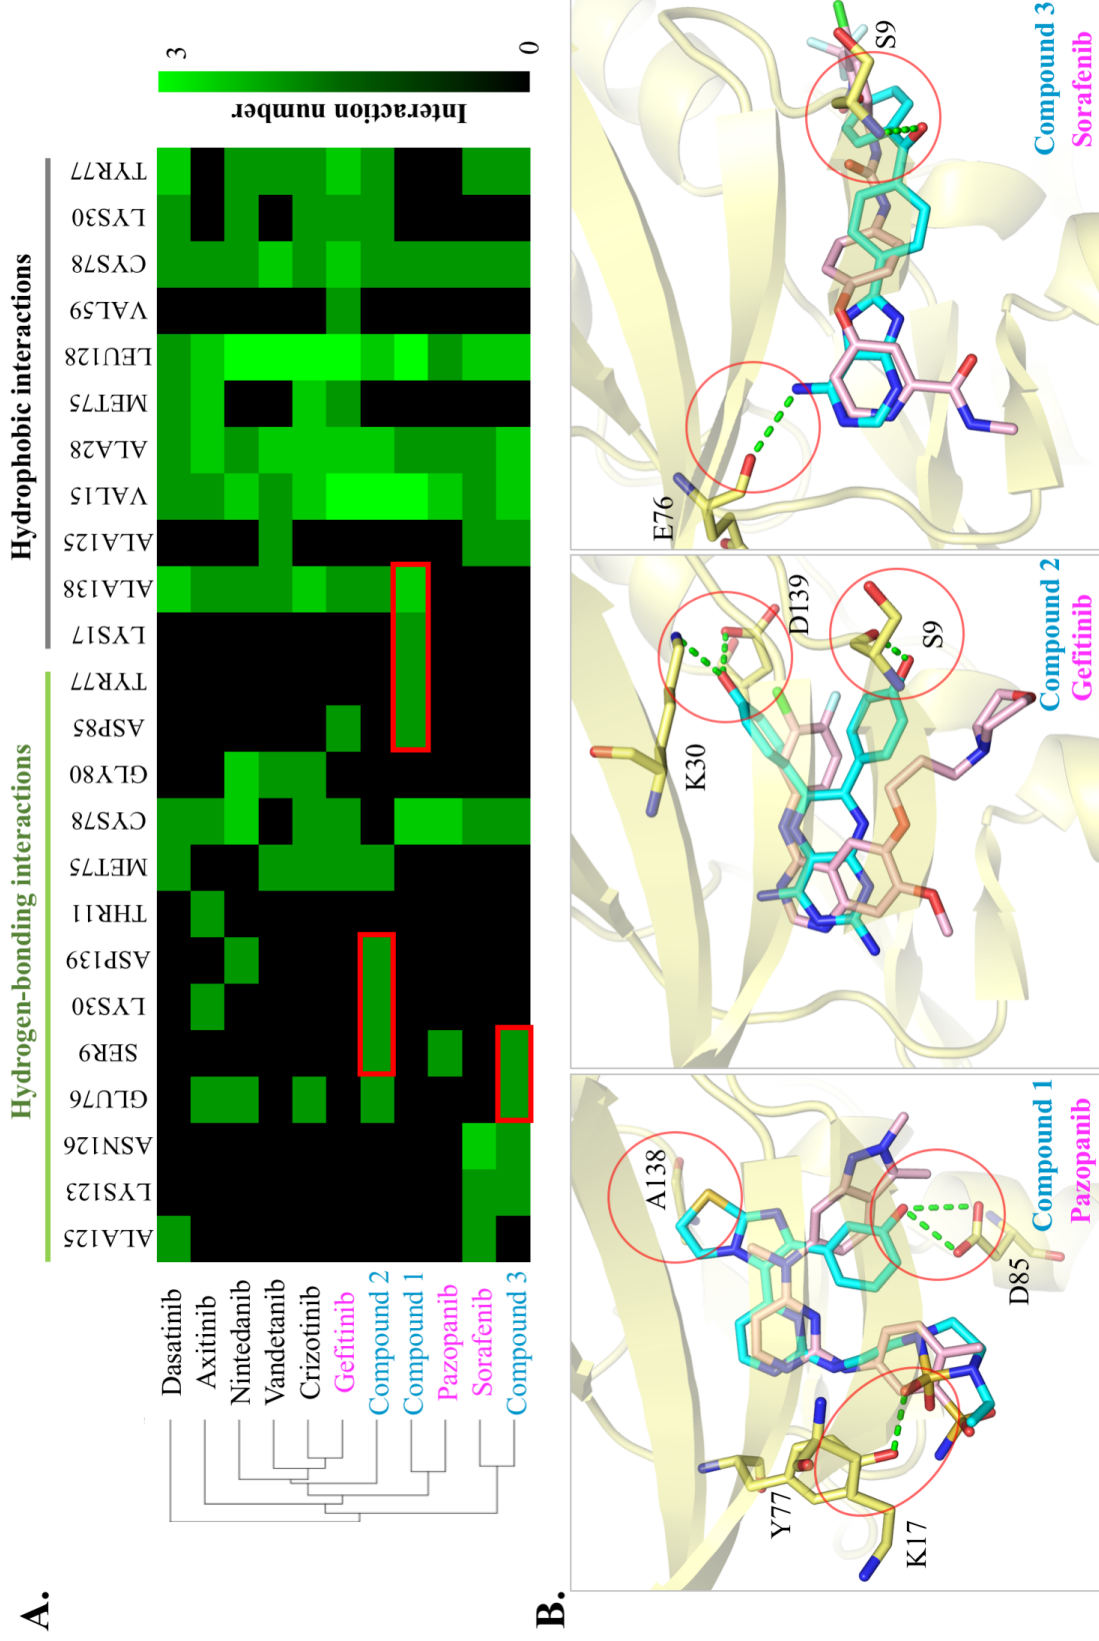 A.
Hydrogen-bonding interactions
Hydrophobic interactions
ALA125
LYS123
ASN126
GLU76
SER9
LYS30
ASP139
THR11
MET75
CYS78
GLY80
ASP85
TYR77
LYS17
ALA138
ALA125
VAL15
ALA28
MET75
LEU128
VAL59
CYS78
LYS30
TYR77
Dasatinib
Axitinib
Nintedanib
Vandetanib
Crizotinib
Gefitinib
Compound 2
Compound 1
Pazopanib
Sorafenib
Compound 3
3
Interaction number
0
B.
A138
Y77
K17
D85
Compound 1
Pazopanib
K30
D139
S9
Compound 2
Gefitinib
E76
S9
Compound 3
Sorafenib